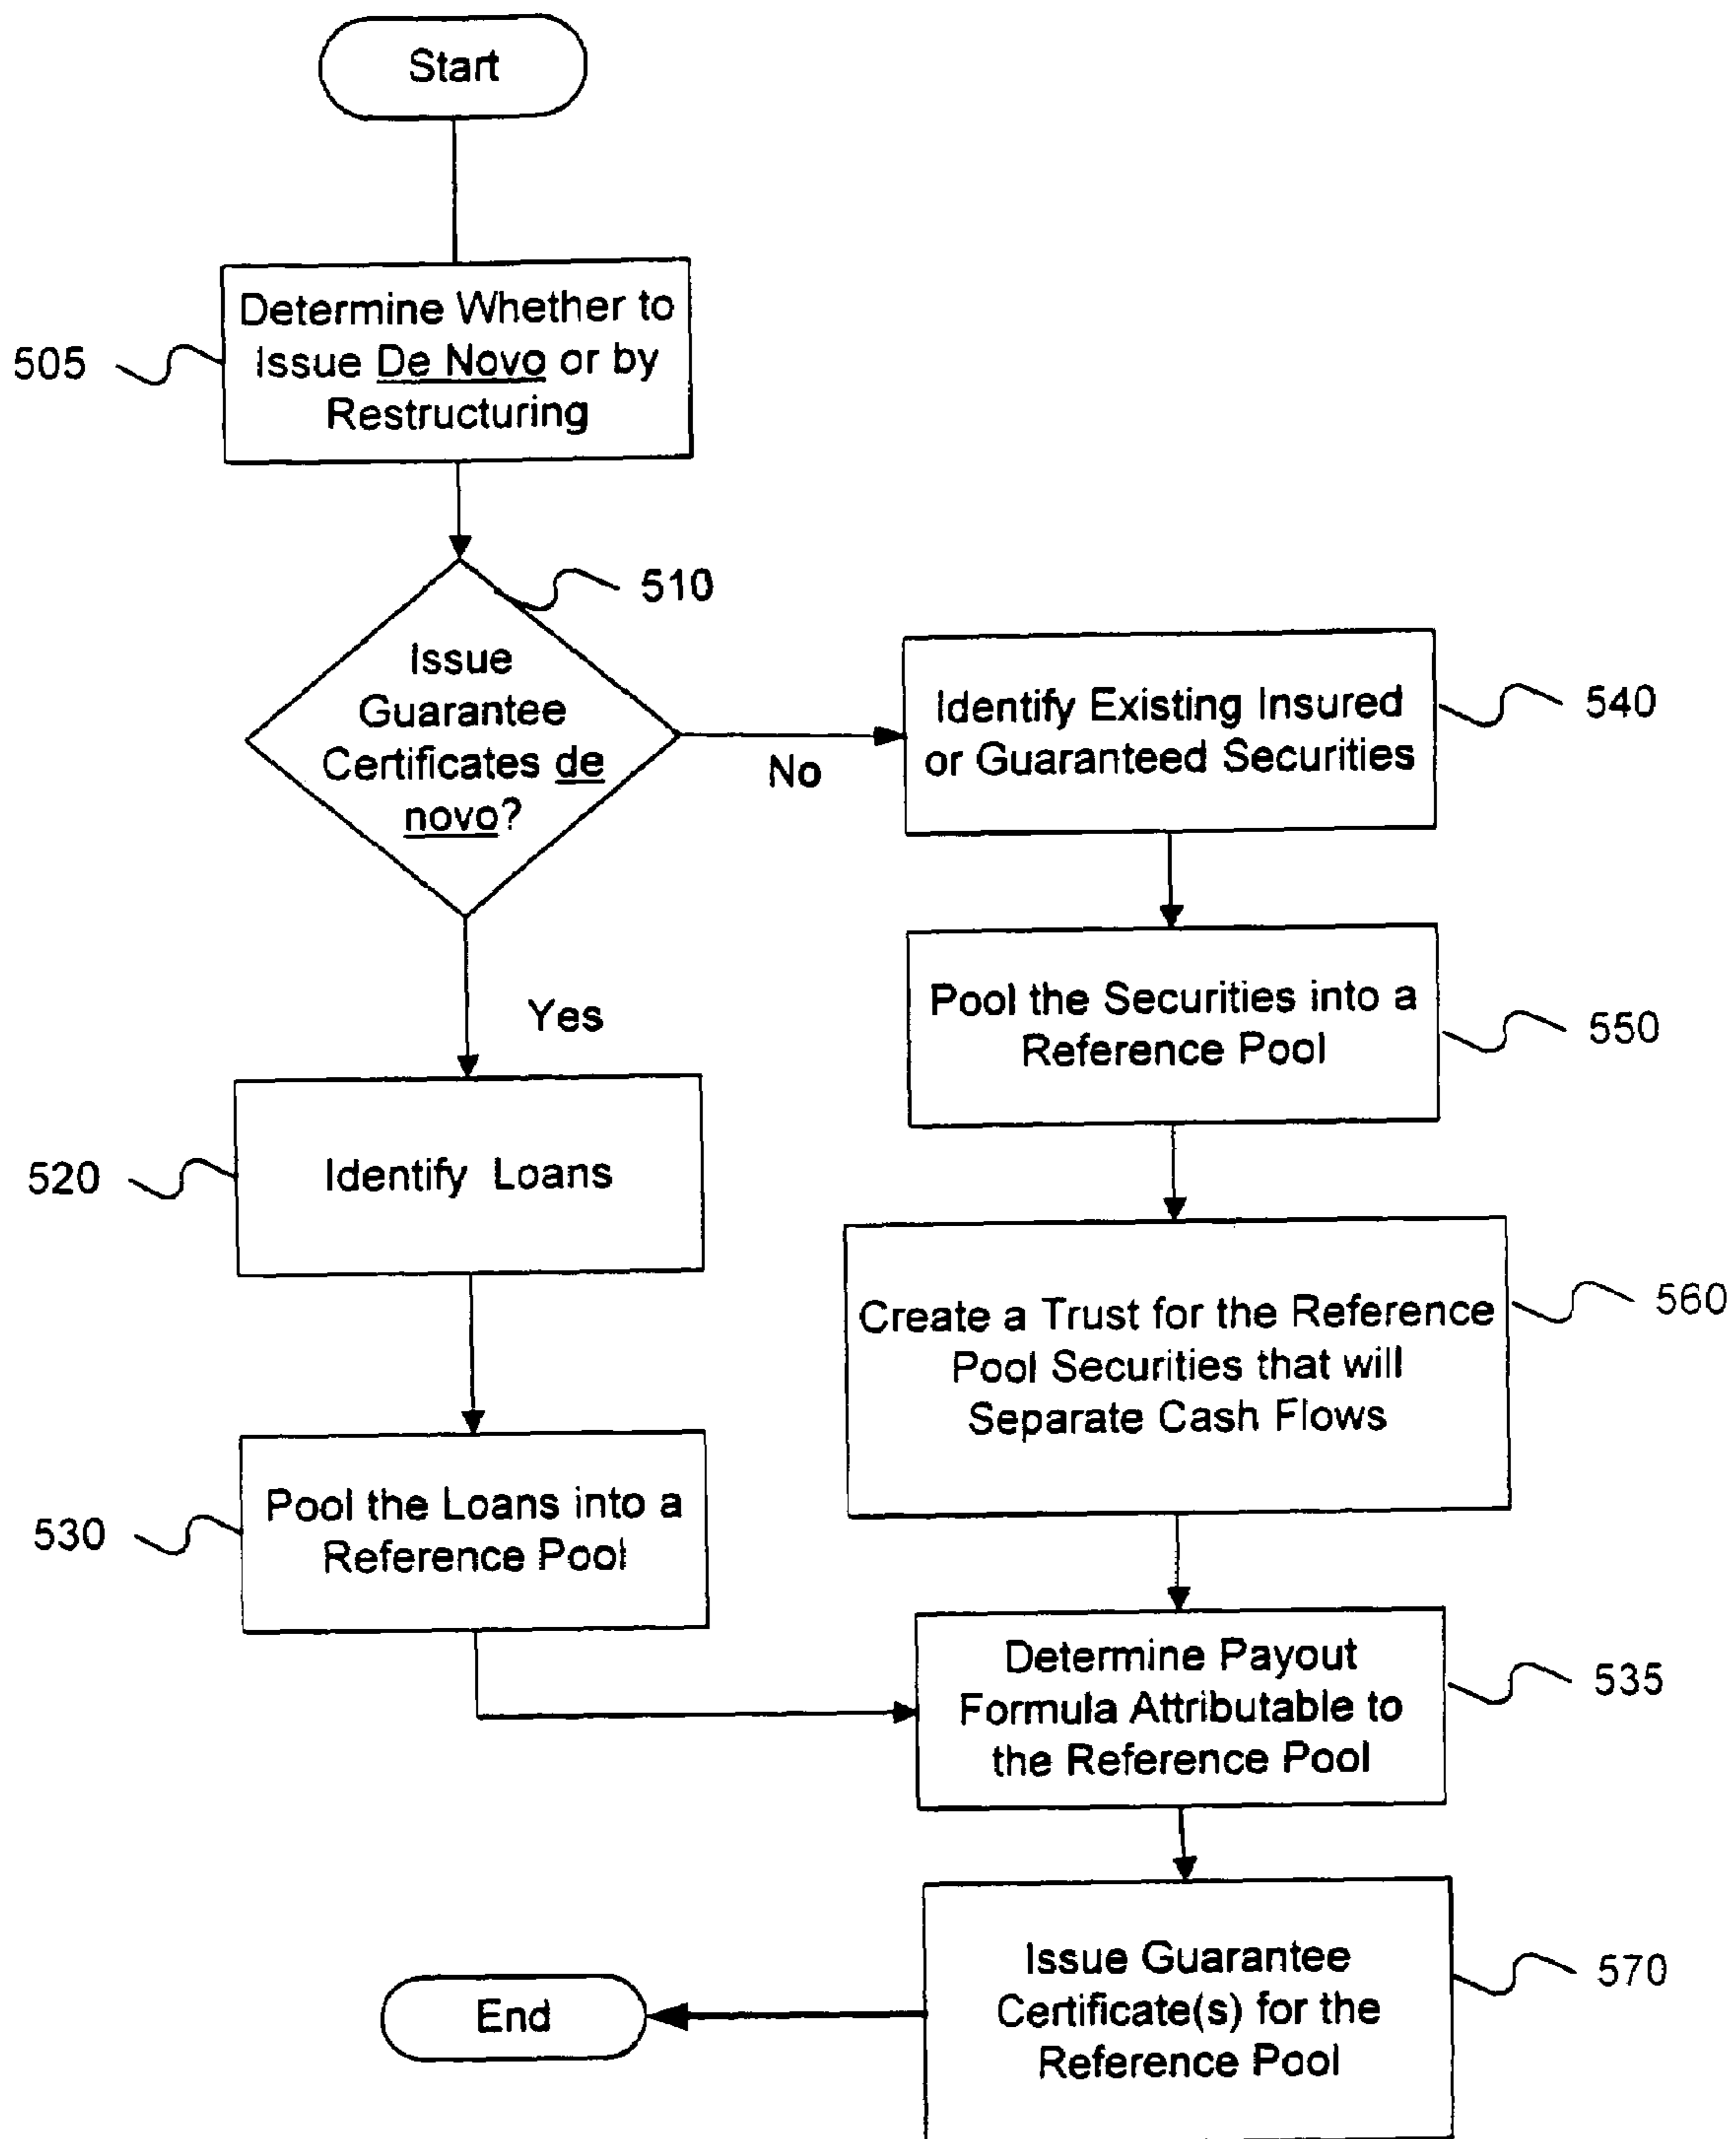 Start
505
Determine Whether to
Issue De Novo or by
Restructuring
510
Issue
Guarantee
Certificates de
novo?
No
Yes
540
Identify Existing Insured
or Guaranteed Securities
550
Pool the Securities into a
Reference Pool
520
Identify Loans
560
Create a Trust for the Reference
Pool Securities that will
Separate Cash Flows
530
Pool the Loans into a
Reference Pool
535
Determine Payout
Formula Attributable to
the Reference Pool
570
Issue Guarantee
Certificate(s) for the
Reference Pool
End